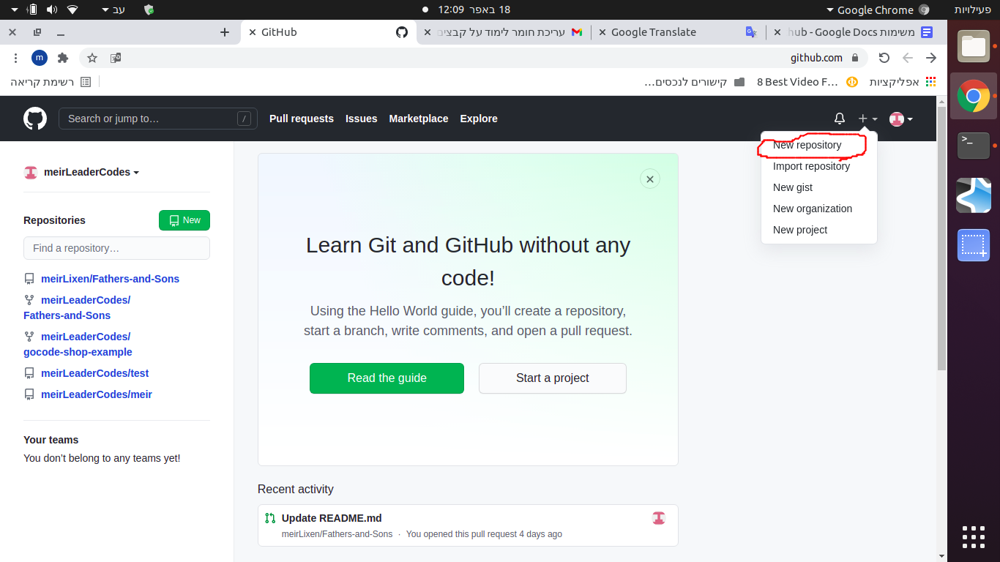 פעילויות
Google Chrome
18 באפר 12:09
עב
משימות hub - Google Docs
Google Translate
עריכת חומר לימוד על קבצים
GitHub
github.com
m
אפליקציות
8 Best Video F…
קישורים לנכסים…
רשימת קריאה
Search or jump to…
/
Pull requests
Issues
Marketplace
Explore
New repository
Import repository
New gist
New organization
New project
meirLeaderCodes
Repositories
New
Find a repository…
meirLixen/Fathers-and-Sons
meirLeaderCodes/
Fathers-and-Sons
meirLeaderCodes/
gocode-shop-example
meirLeaderCodes/test
meirLeaderCodes/meir
Your teams
You don’t belong to any teams yet!
Learn Git and GitHub without any
code!
Using the Hello World guide, you’ll create a repository,
start a branch, write comments, and open a pull request.
Read the guide
Start a project
Recent activity
Update README.md
meirLixen/Fathers-and-Sons · You opened this pull request 4 days ago